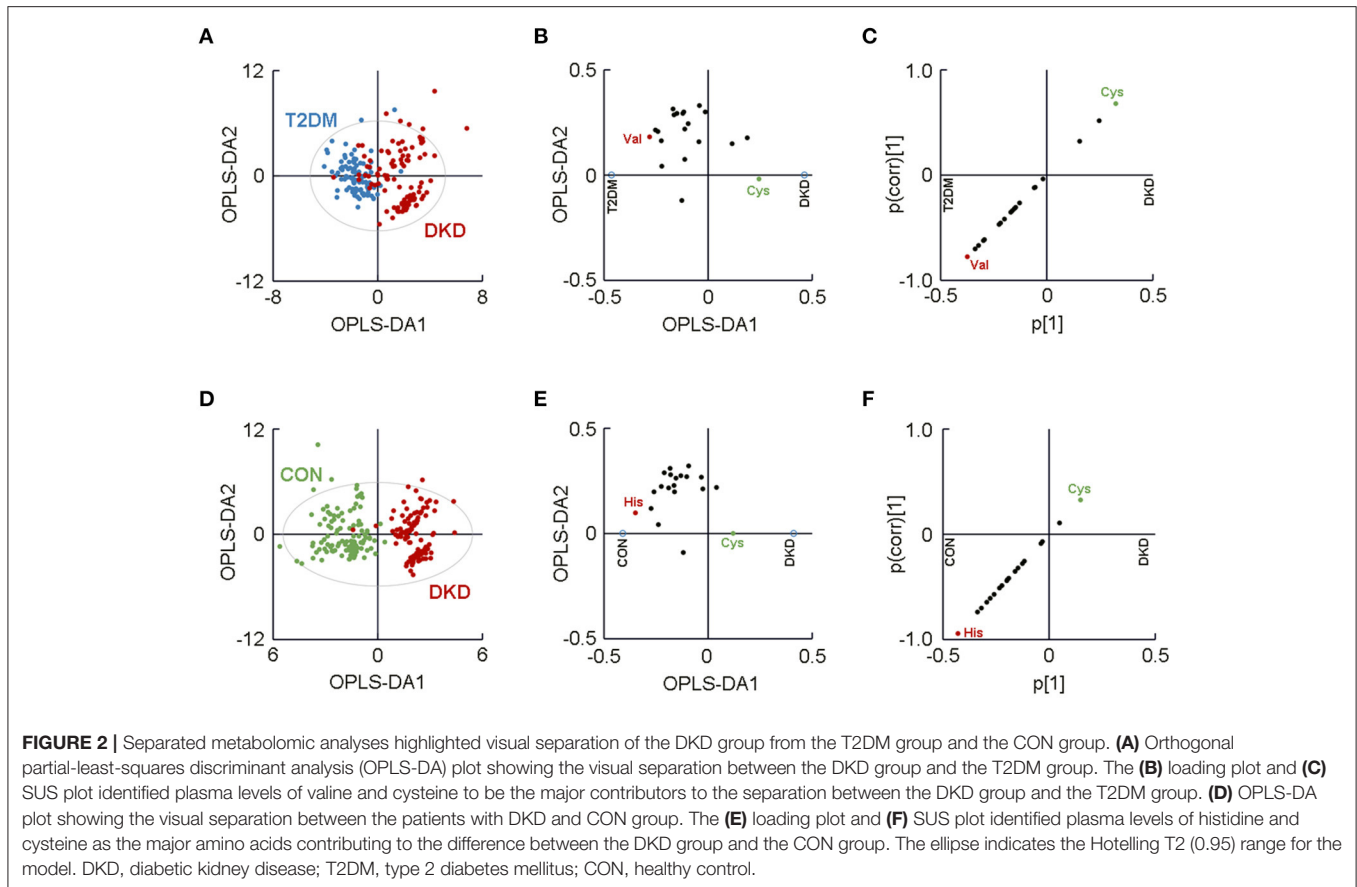 A
12
T2DM
OPLS-DA2
0
DKD
-12
-8
0
8
OPLS-DA1
B
0.5
Val
OPLS-DA2
0
T2DM
Cys
DKD
0.5
-0.5
0
0.5
OPLS-DA1
C
1.0
Cys
p(corr)[1]
0
T2DM
DKD
Val
-1.0
-0.5
0
0.5
p[1]
D
12
CON
OPLS-DA2
0
DKD
-12
6
0
6
OPLS-DA1
E
0.5
His
OPLS-DA2
0
CON
Cys
DKD
-0.5
-0.5
0
0.5
OPLS-DA1
F
1.0
Cys
p(corr)[1]
0
CON
DKD
His
-1.0
-0.5
0
0.5
p[1]
FIGURE 2 | Separated metabolomic analyses highlighted visual separation of the DKD group from the T2DM group and the CON group. (A) Orthogonal
partial-least-squares discriminant analysis (OPLS-DA) plot showing the visual separation between the DKD group and the T2DM group. The (B) loading plot and (C)
SUS plot identified plasma levels of valine and cysteine to be the major contributors to the separation between the DKD group and the T2DM group. (D) OPLS-DA
plot showing the visual separation between the patients with DKD and CON group. The (E) loading plot and (F) SUS plot identified plasma levels of histidine and
cysteine as the major amino acids contributing to the difference between the DKD group and the CON group. The ellipse indicates the Hotelling T2 (0.95) range for the
model. DKD, diabetic kidney disease; T2DM, type 2 diabetes mellitus; CON, healthy control.